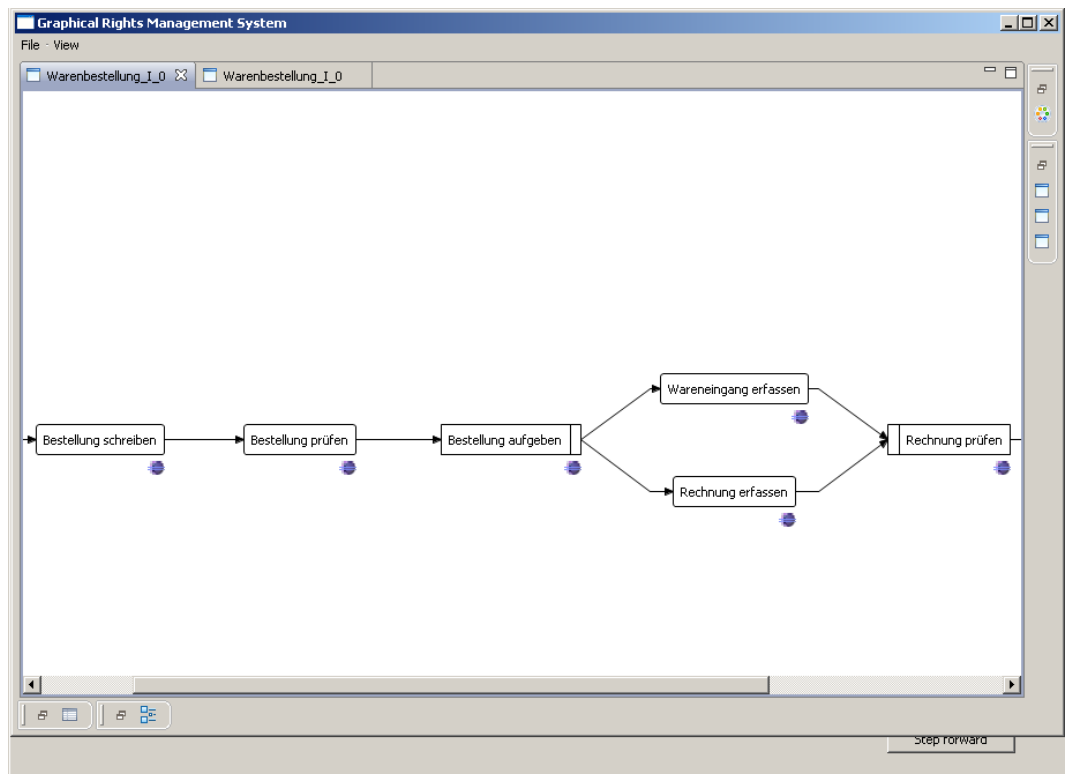 Graphical Rights Management System
File View
Warenbestellung_I_0 Warenbestellung_I_0
Wareneingang erfassen
Bestellung schreiben Bestellung prüfen Bestellung aufgeben Rechnung prüfen
Rechnung erfassen
Step forward